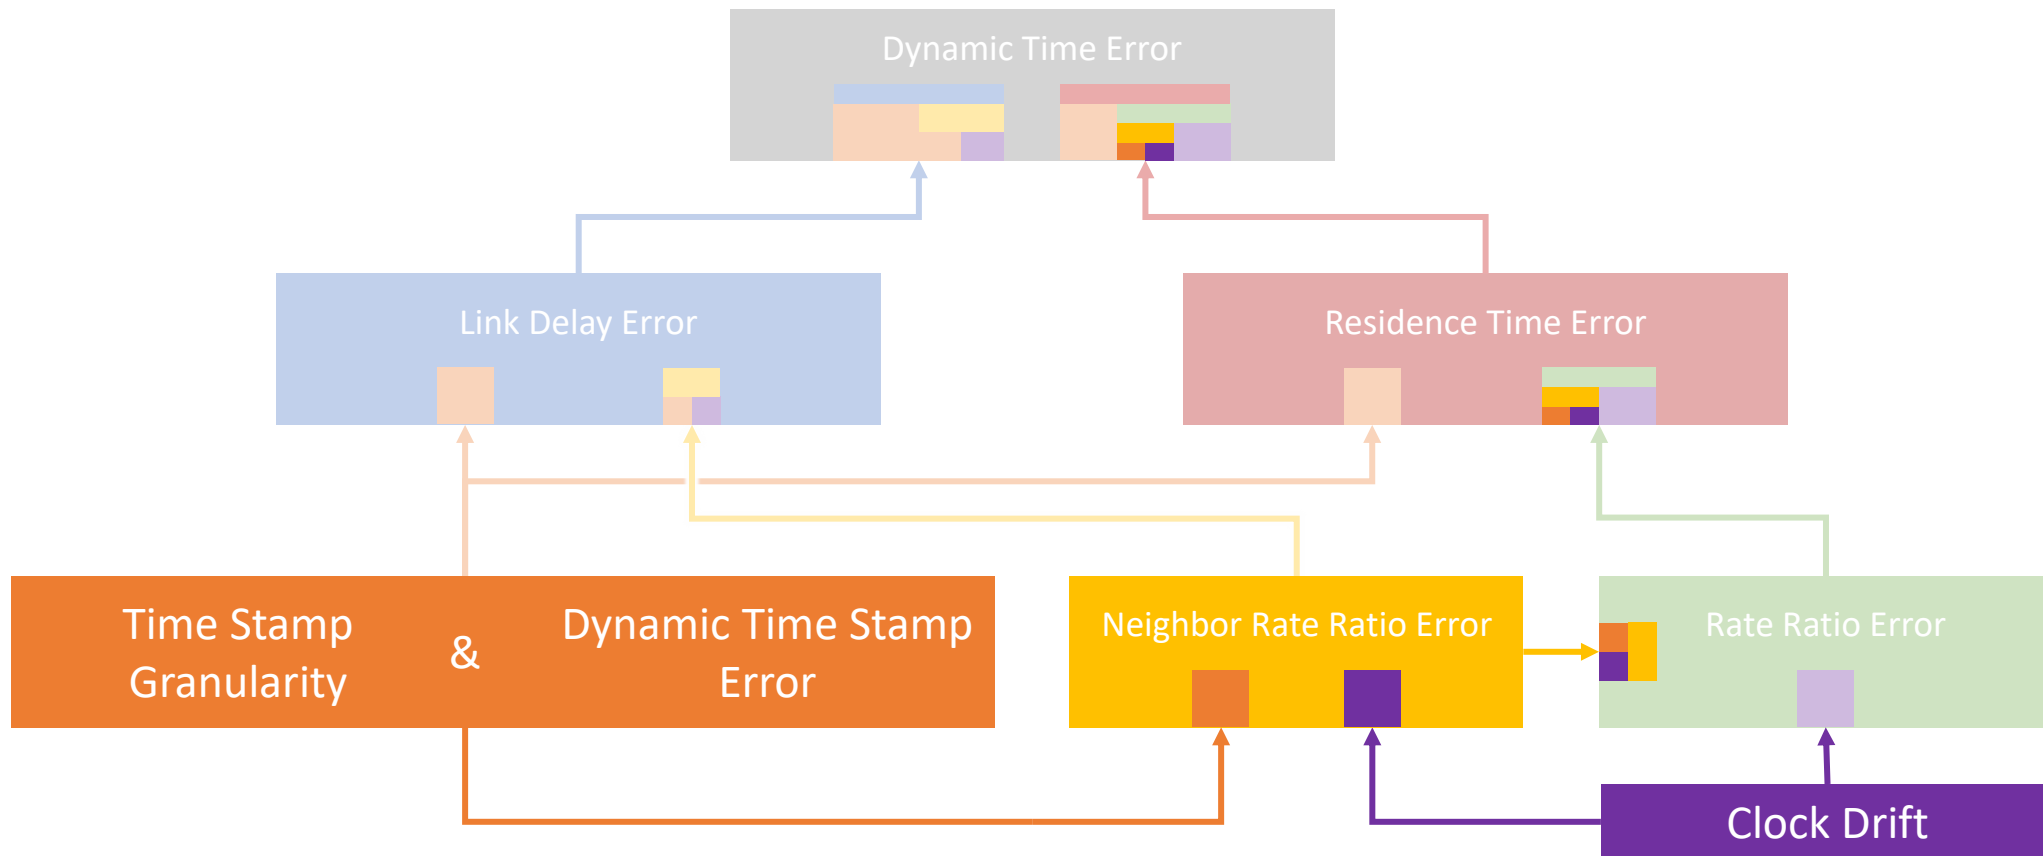 Dynamic Time Error
Link Delay Error
Residence Time Error
Time Stamp
Granularity
&
Dynamic Time Stamp
Error
Neighbor Rate Ratio Error
Rate Ratio Error
Clock Drift